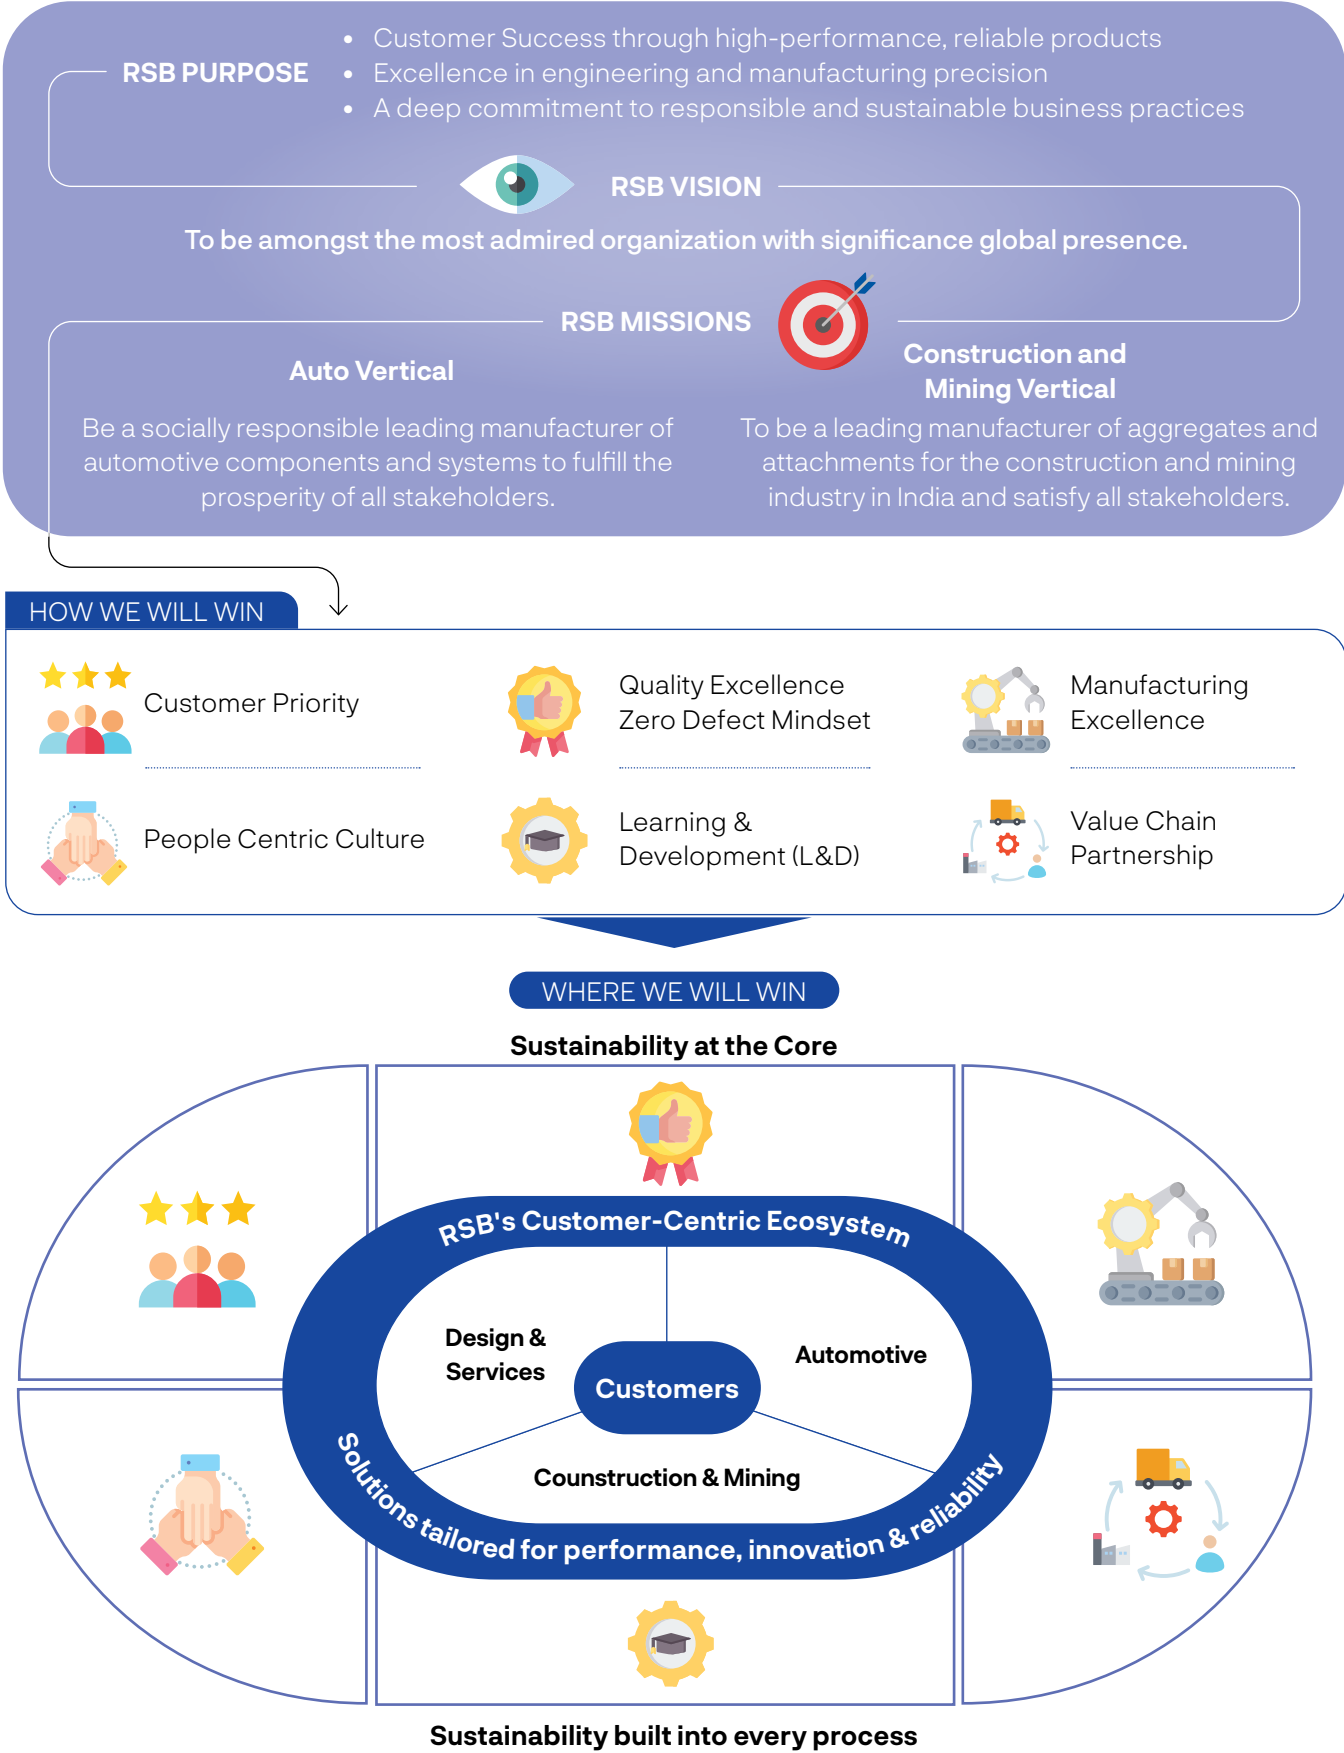 RSB PURPOSE
• Customer Success through high-performance, reliable products
• Excellence in engineering and manufacturing precision
• A deep commitment to responsible and sustainable business practices
RSB VISION
To be amongst the most admired organization with significance global presence.
RSB MISSIONS
Auto Vertical
Be a socially responsible leading manufacturer of
automotive components and systems to fulfill the
prosperity of all stakeholders.
Construction and
Mining Vertical
To be a leading manufacturer of aggregates and
attachments for the construction and mining
industry in India and satisfy all stakeholders.
HOW WE WILL WIN
Customer Priority
Quality Excellence
Zero Defect Mindset
Manufacturing
Excellence
People Centric Culture
Learning &
Development (L&D)
Value Chain
Partnership
WHERE WE WILL WIN
Sustainability at the Core
RSB's Customer-Centric Ecosystem
Design &
Services
Automotive
Customers
Counstruction & Mining
Solutions tailored for performance, innovation & reliability
Sustainability built into every process